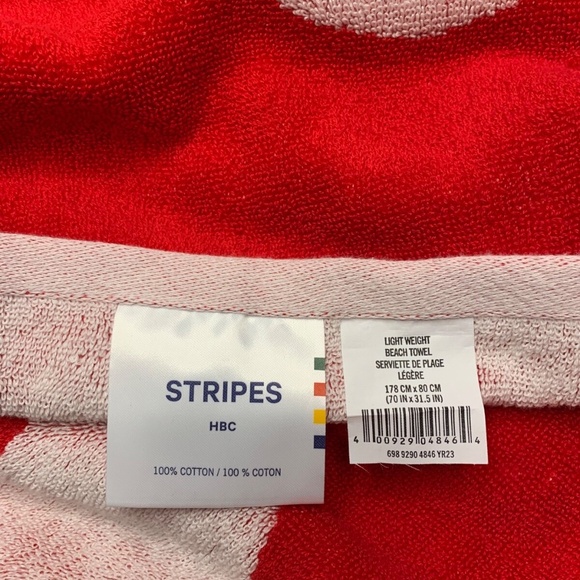 STRIPES
HBC
100% COTTON / 100 % COTON
LIGHT WEIGHT
BEACH TOWEL
SERVIETTE DE PLAGE
LÉGÈRE
178 CM x 80 CM
(70 IN x 31.5 IN)
4 00929 04846 4
698 9290 4846 YR23